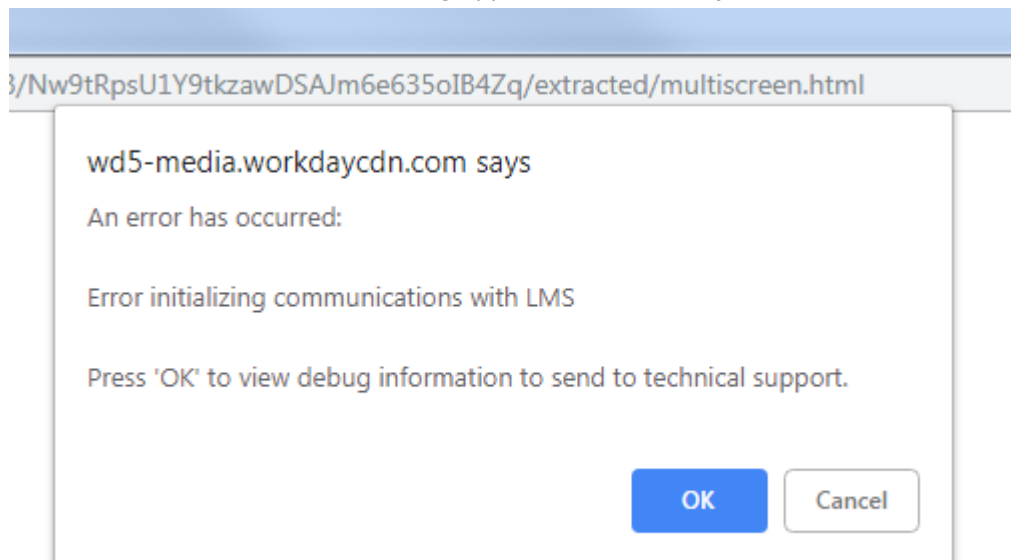 3/Nw9tRpsU1Y9tkzawDSAJm6e635oIB4Zq/extracted/multiscreen.html
wd5-media.workdaycdn.com says
An error has occurred:
Error initializing communications with LMS
Press 'OK' to view debug information to send to technical support.
OK
Cancel